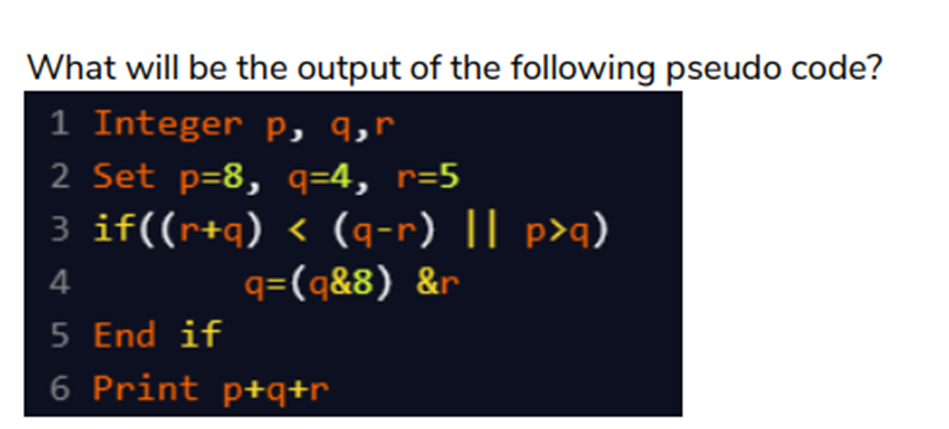 What will be the output of the following pseudo code?
1 Integer p, q,r
2 Set p=8, q=4, r=5
3 if((r+q) < (q-r) || p>q)
4 q=(q&8) &r
5 End if
6 Print p+q+r